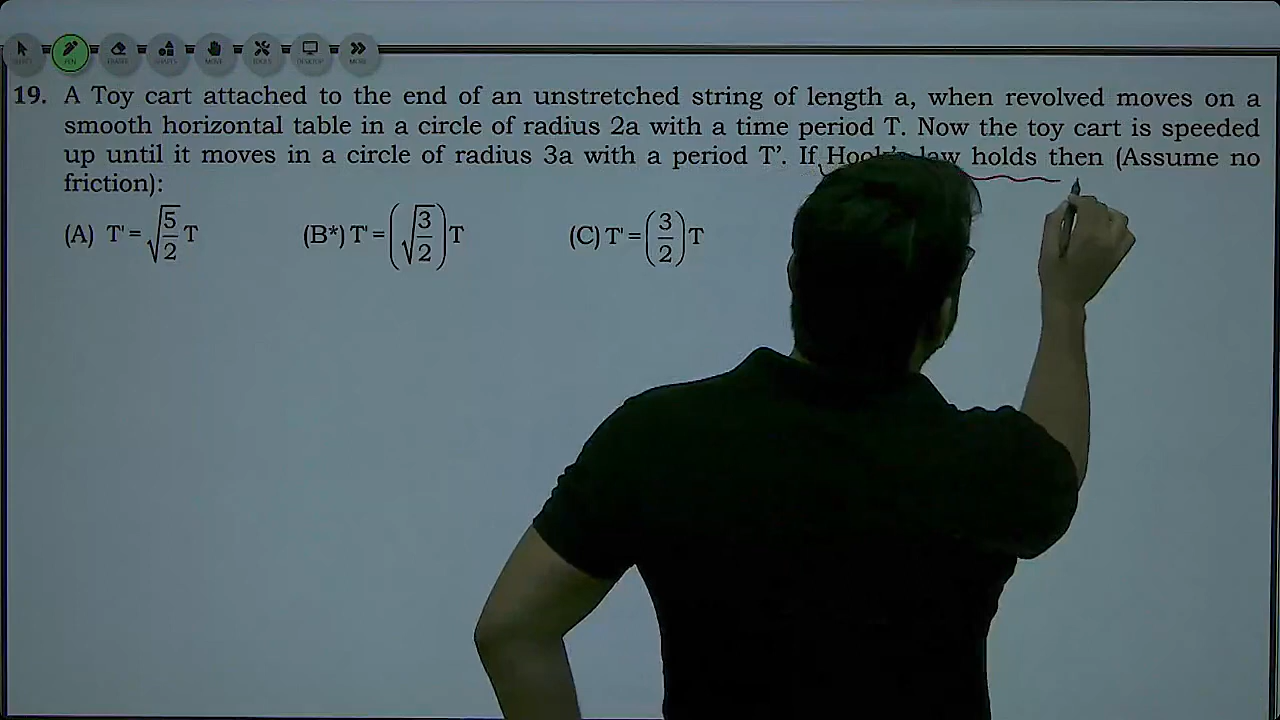 19. A Toy cart attached to the end of an unstretched string of length a, when revolved moves on a
smooth horizontal table in a circle of radius 2a with a time period T. Now the toy cart is speeded
up until it moves in a circle of radius 3a with a period T’. If Hook's law holds then (Assume no
friction):
(A) T' = √5/2 T (B*) T' = (√3/2) T (C) T' = (3/2) T